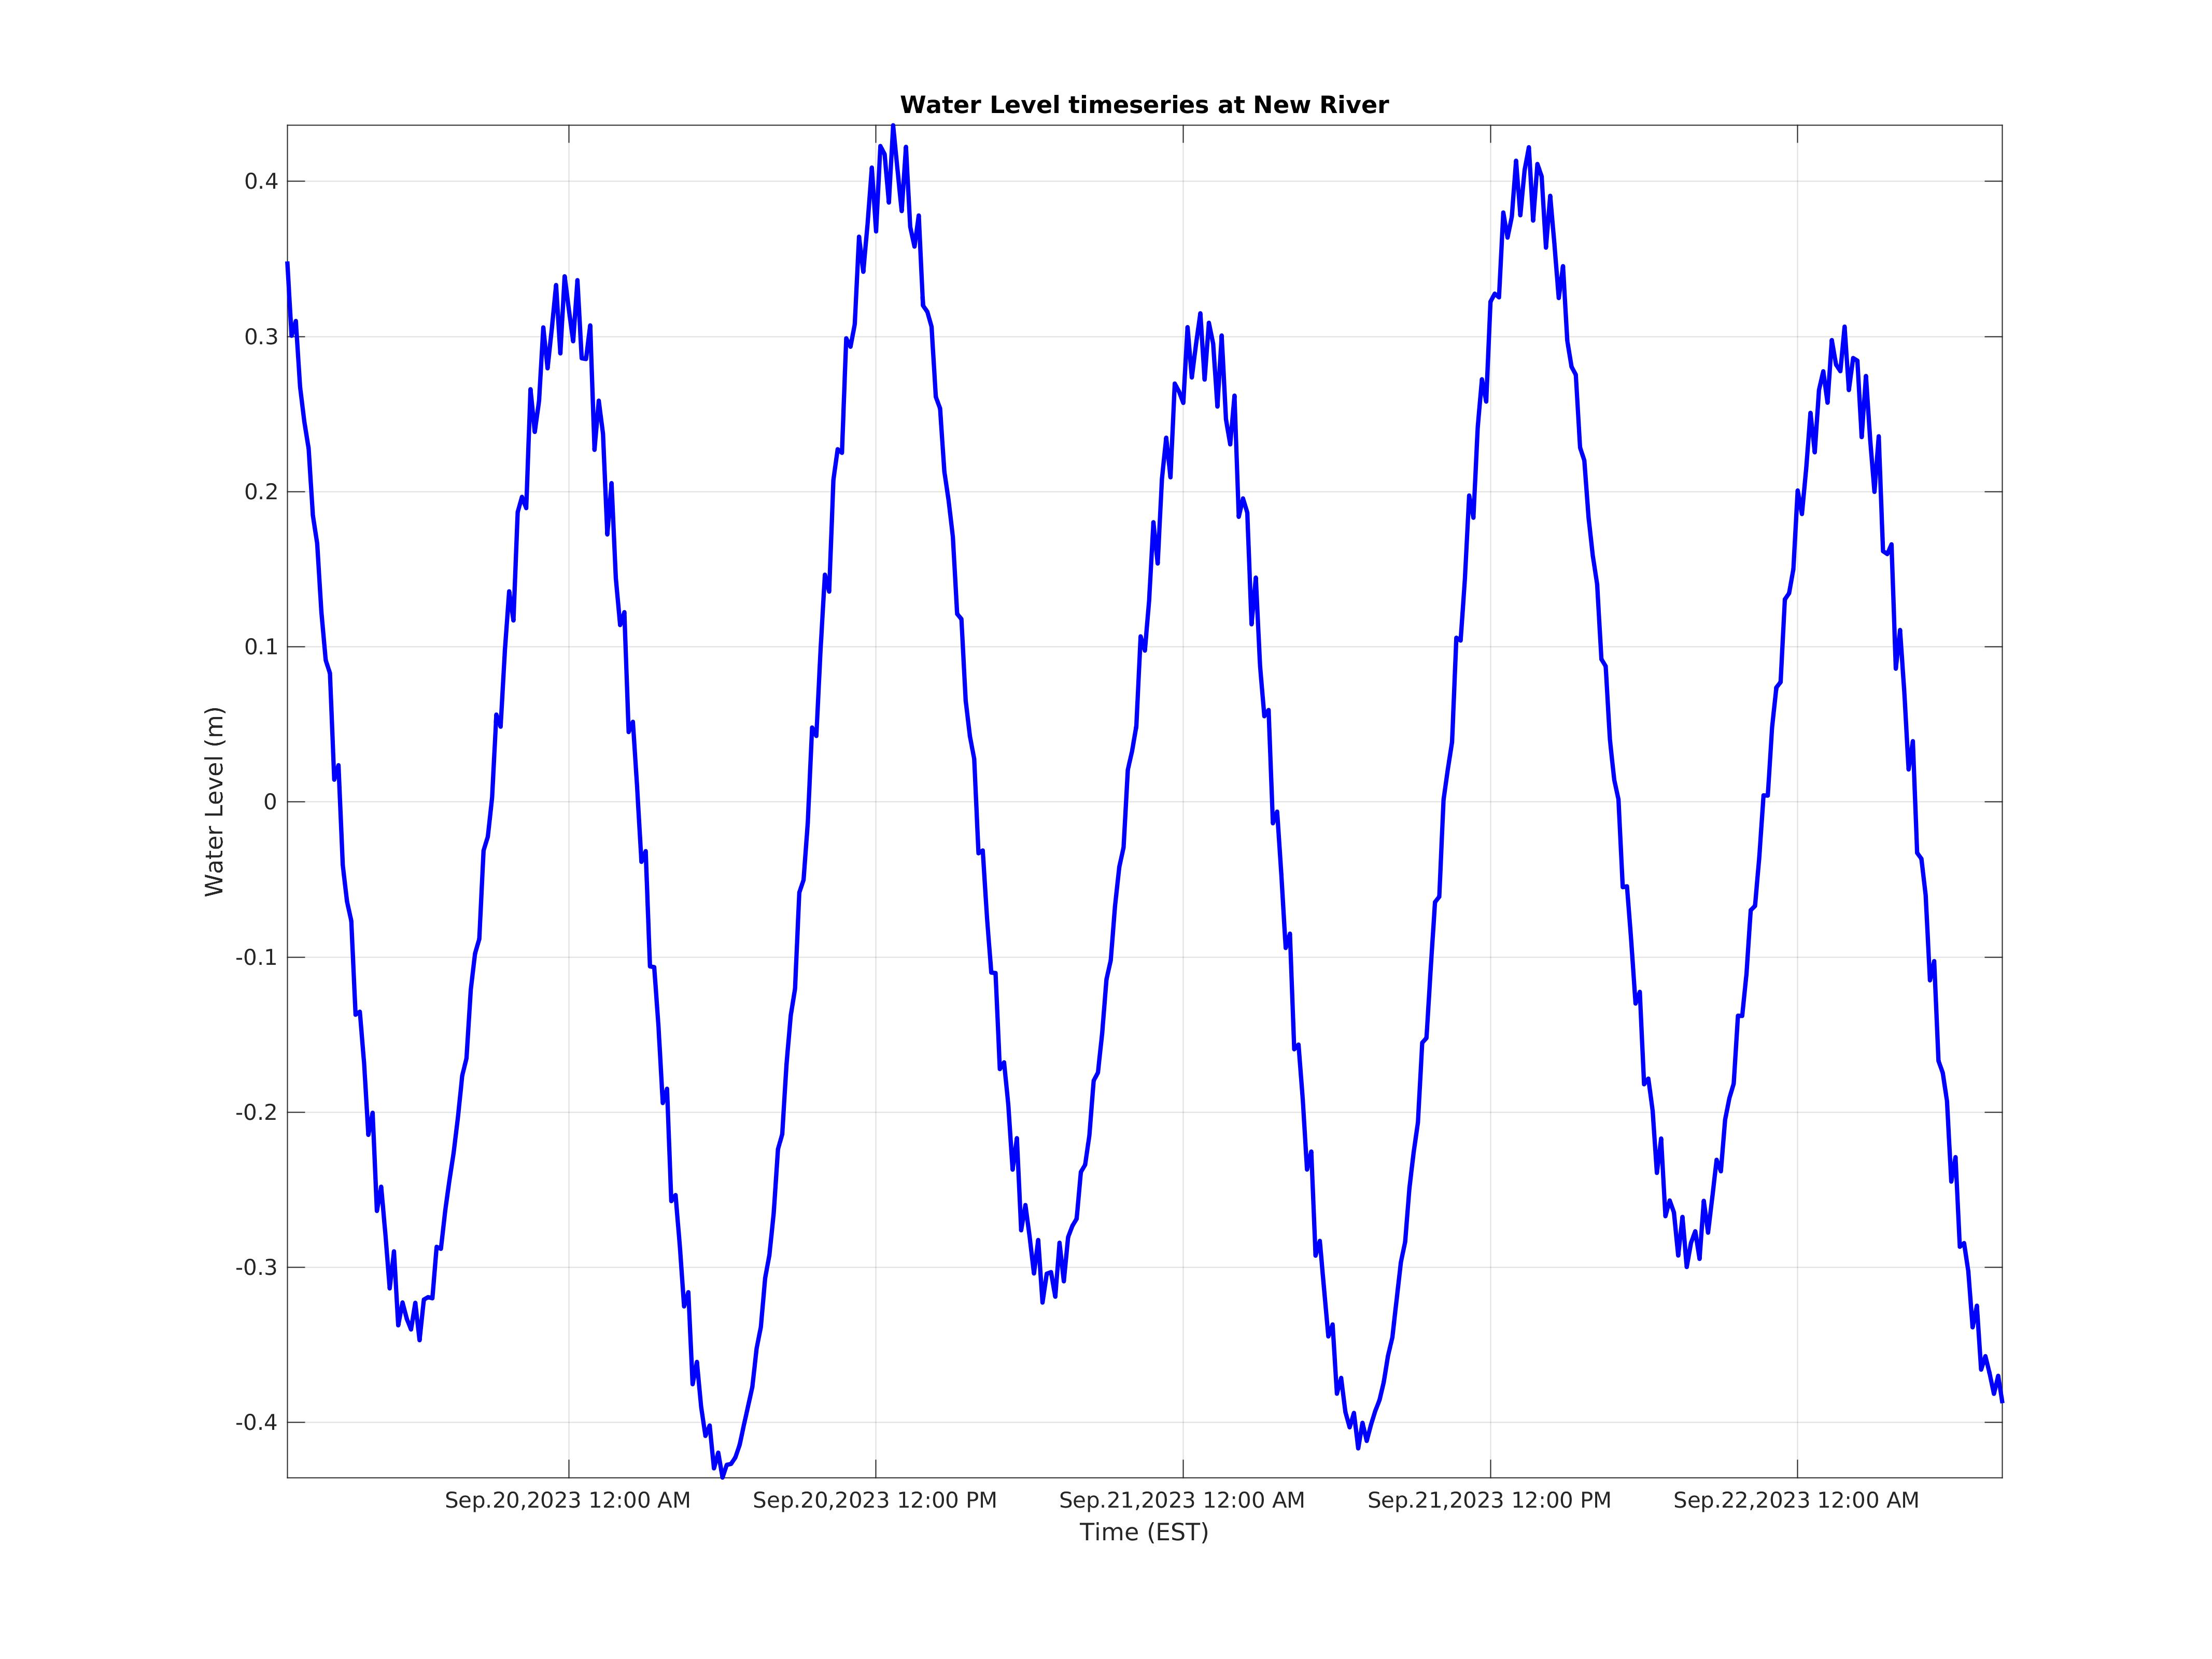 Water Level timeseries at New River
0.4
0.3
0.2
0.1
0
-0.1
-0.2
-0.3
-0.4
Water Level (m)
Sep.20,2023 12:00 AM Sep.20,2023 12:00 PM Sep.21,2023 12:00 AM Sep.21,2023 12:00 PM Sep.22,2023 12:00 AM
Time (EST)